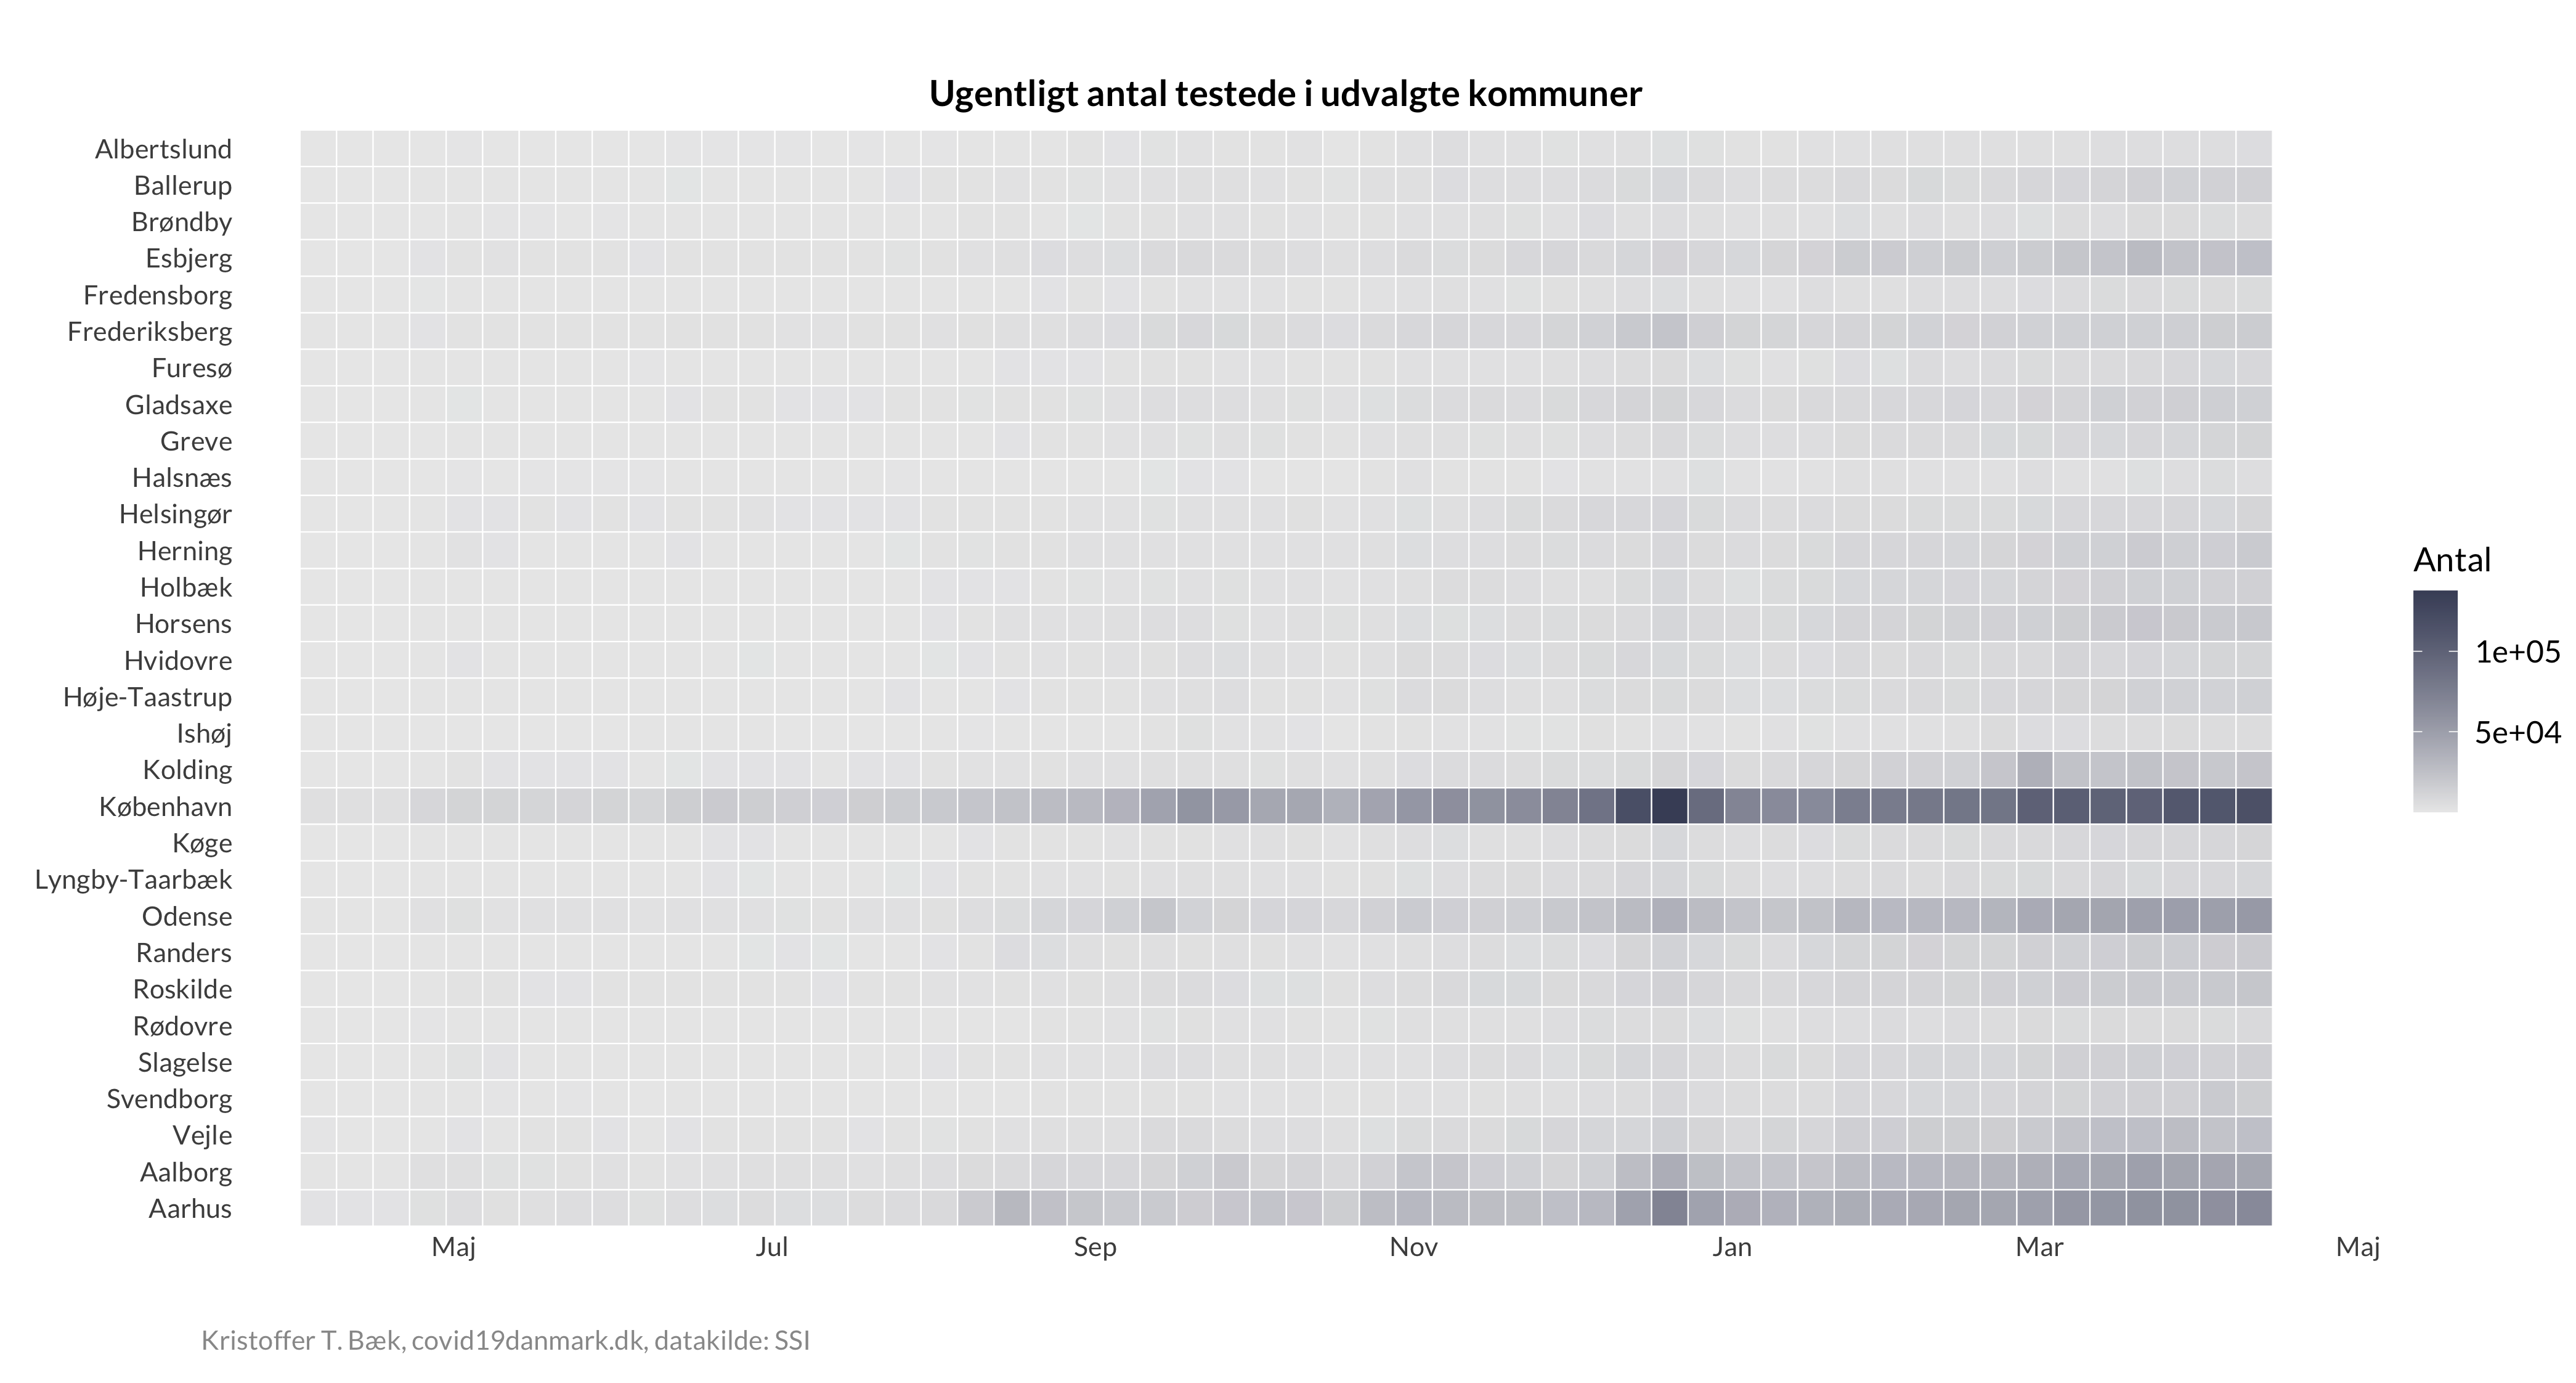 Ugentligt antal testede i udvalgte kommuner
Albertslund
Ballerup
Brøndby
Esbjerg
Fredensborg
Frederiksberg
Furesø
Gladsaxe
Greve
Halsnæs
Helsingør
Herning
Holbæk
Horsens
Hvidovre
Høje-Taastrup
Ishøj
Kolding
København
Køge
Lyngby-Taarbæk
Odense
Randers
Roskilde
Rødovre
Slagelse
Svendborg
Vejle
Aalborg
Aarhus
Maj Jul Sep Nov Jan Mar Maj
Antal
1e+05
5e+04
Kristoffer T. Bæk, covid19danmark.dk, datakilde: SSI